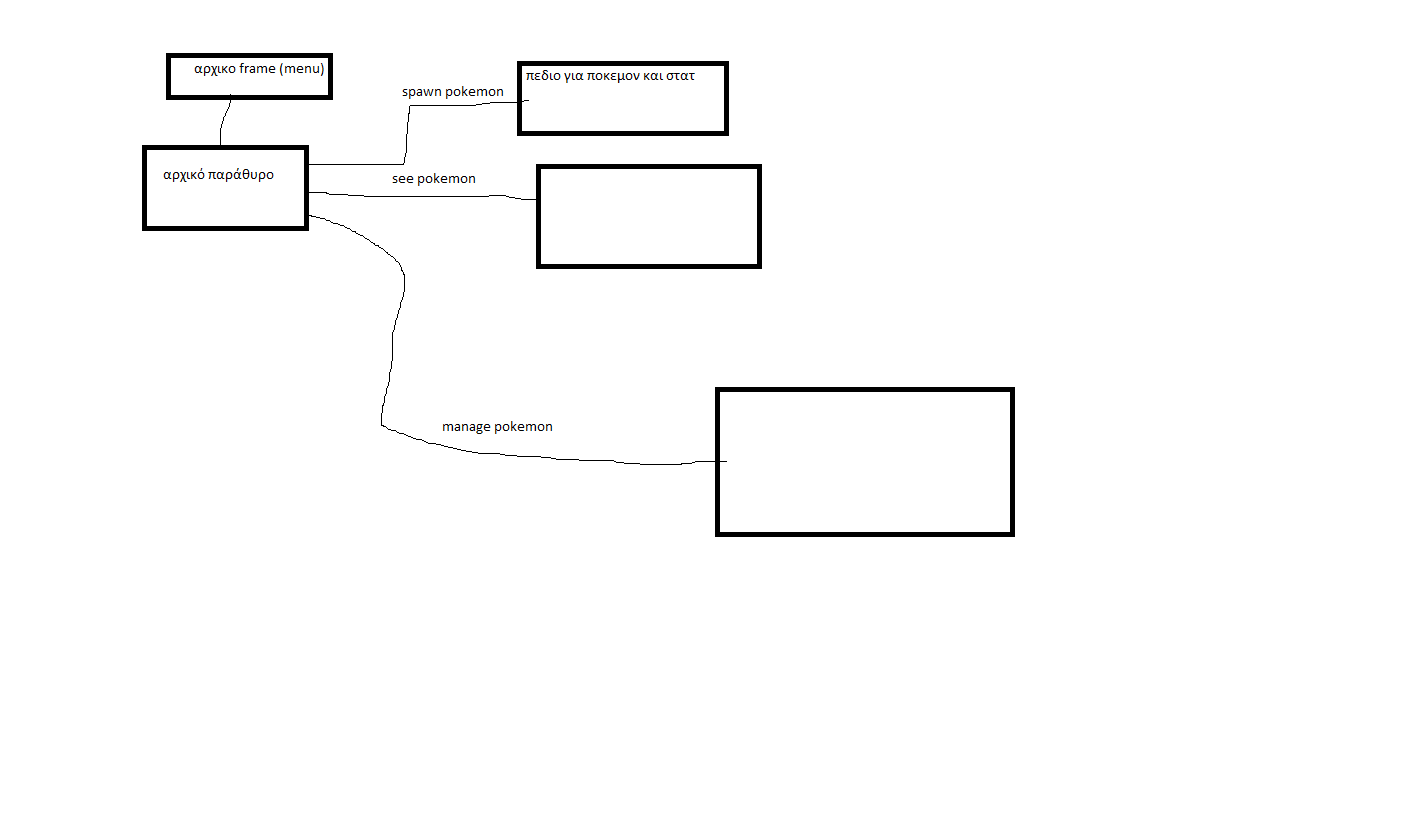 αρχικο frame (menu)
πεδιο για ποκεμον και στατ
spawn pokemon
αρχικό παράθυρο
see pokemon
manage pokemon